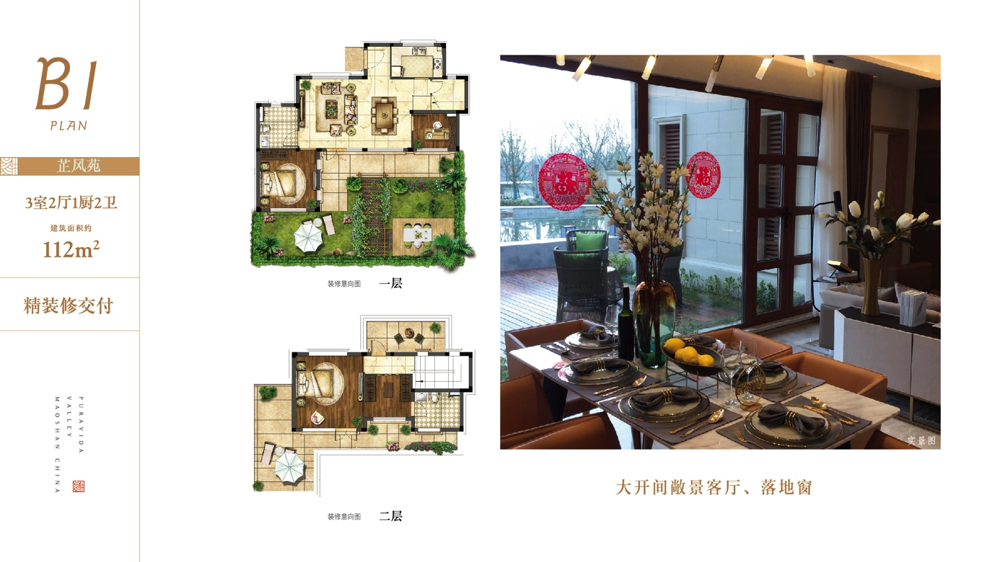 B1
PLAN
芷风苑
3室2厅1厨2卫
建筑面积约
112m²
精装修交付
PURAVIDA
VALLEY
MAOSHAN CHINA
装修意向图 一层
装修意向图 二层
实景图
大开间敞景客厅、落地窗